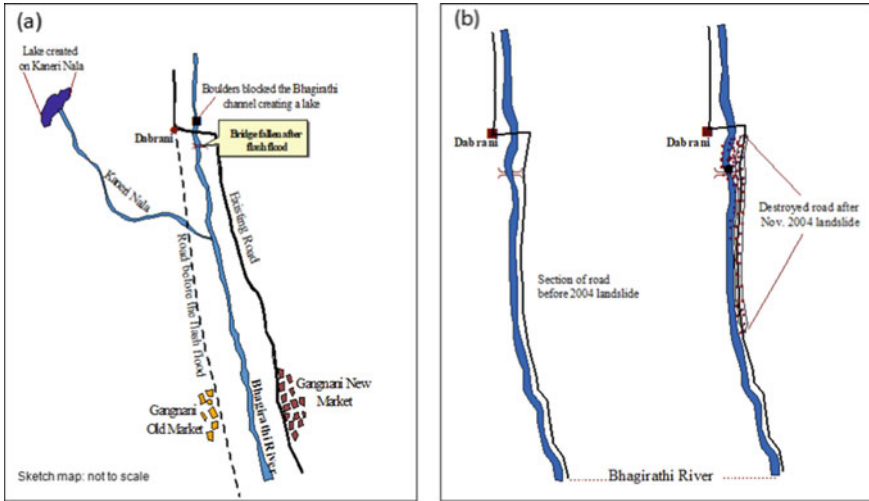 (a)
Lake created
on Kaneri Nala
Boulders blocked the Bhagirathi
channel creating a lake
Dabrani
Bridge fallen after
flash flood
Kaneri Nala
Existing Road
Road before the flash flood
Gangnani
Old Market
Bhagirathi River
Gangnani New
Market
Sketch map: not to scale
(b)
Dabrani
Dabrani
Destroyed road after
Nov. 2004 landslide
Section of road
before 2004 landslide
Bhagirathi River